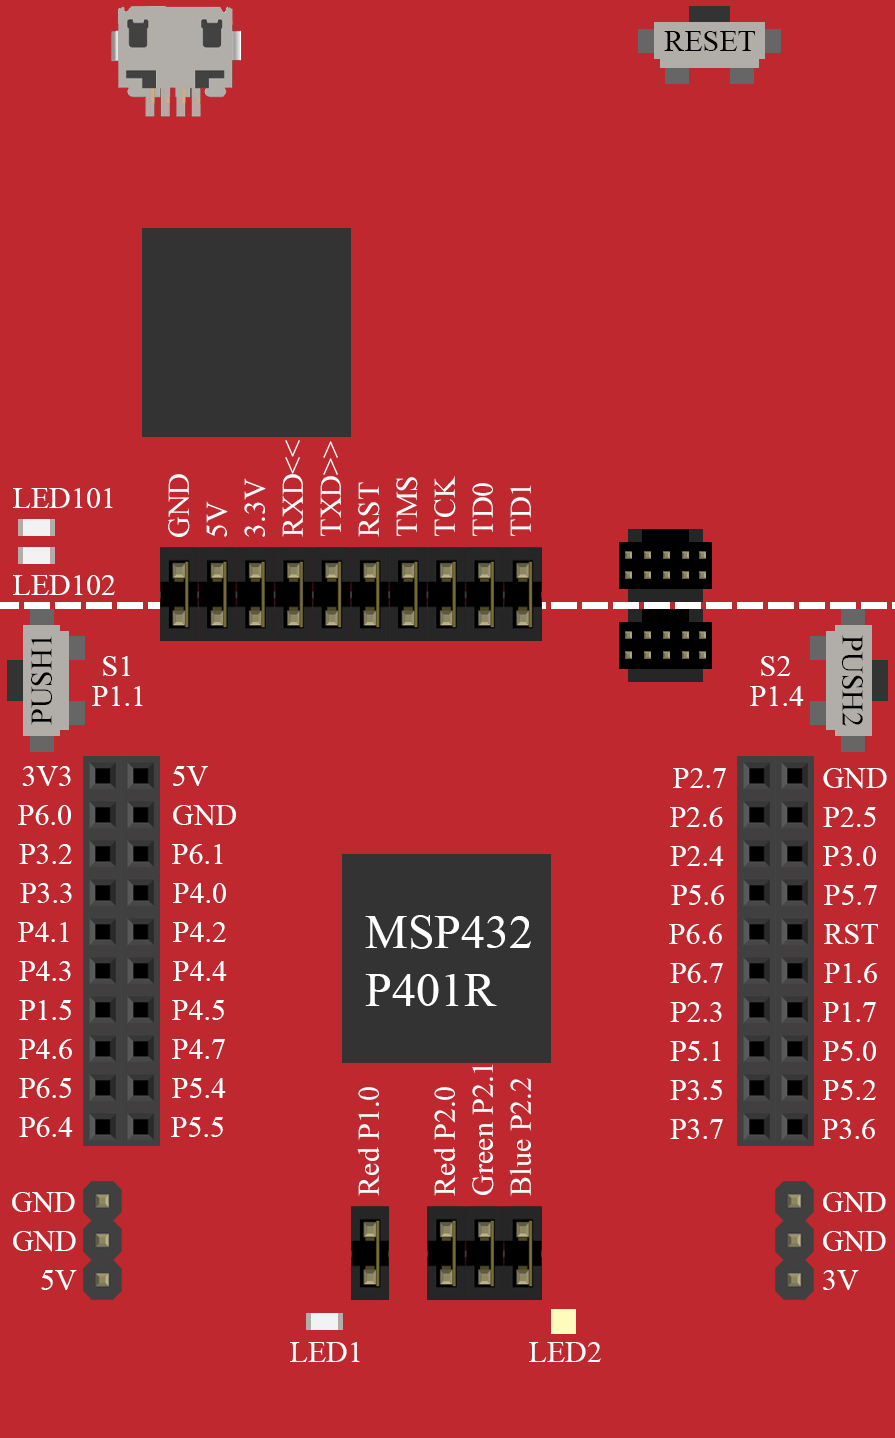 RESET
GND
5V
3.3V
RXD<<
TXD>>
RST
TMS
TCK
TD0
TD1
LED101
LED102
PUSH1
S1
P1.1
S2
P1.4
PUSH2
3V3 5V
P6.0 GND
P3.2 P6.1
P3.3 P4.0
P4.1 P4.2
P4.3 P4.4
P1.5 P4.5
P4.6 P4.7
P6.5 P5.4
P6.4 P5.5
MSP432
P401R
P2.7 GND
P2.6 P2.5
P2.4 P3.0
P5.6 P5.7
P6.6 RST
P6.7 P1.6
P2.3 P1.7
P5.1 P5.0
P3.5 P5.2
P3.7 P3.6
Red P1.0
Red P2.0
Green P2.1
Blue P2.2
GND
GND
5V
GND
GND
3V
LED1
LED2